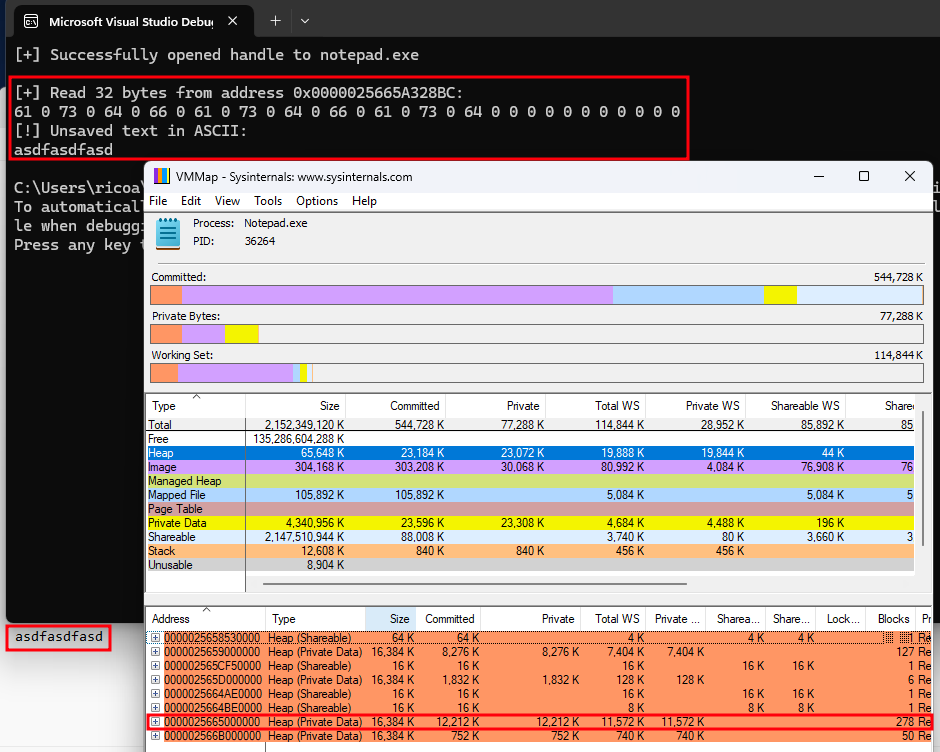 Microsoft Visual Studio Debu
[+] Successfully opened handle to notepad.exe
[+] Read 32 bytes from address 0x0000025665A328BC:
61 0 73 0 64 0 66 0 61 0 73 0 64 0 66 0 61 0 73 0 64 0 0 0 0 0 0 0 0 0 0 0
[!] Unsaved text in ASCII:
asdfasdfasd
C:\Users\ricoa\
To automatical
le when debuggi
Press any key
VMMap - Sysinternals: www.sysinternals.com
File Edit View Tools Options Help
Process: Notepad.exe
PID: 36264
Committed: 544,728 K
Private Bytes: 77,288 K
Working Set: 114,844 K
Type Size Committed Private Total WS Private WS Shareable WS Share
Total 2,152,349,120 K 544,728 K 77,288 K 114,844 K 28,952 K 85,892 K 85
Free 135,286,604,288 K
Heap 65,648 K 23,184 K 23,072 K 19,888 K 19,844 K 44 K
Image 304,168 K 303,208 K 30,068 K 80,992 K 4,084 K 76,908 K 76
Managed Heap
Mapped File 105,892 K 105,892 K 5,084 K 5,084 K 5
Page Table
Private Data 4,340,956 K 23,596 K 23,308 K 4,684 K 4,488 K 196 K
Shareable 2,147,510,944 K 88,008 K 3,740 K 80 K 3,660 K 3
Stack 12,608 K 840 K 840 K 456 K 456 K
Unusable 8,904 K
asdfasdfasd
Address Type Size Committed Private Total WS Private ... Sharea... Share... Lock... Blocks Pr
0000025658530000 Heap (Shareable) 64 K 64 K 4 K 4 K 4 K 1 Re
0000025659000000 Heap (Private Data) 16,384 K 8,276 K 8,276 K 7,404 K 7,404 K 127 Re
000002565CF50000 Heap (Shareable) 16 K 16 K 16 K 16 K 16 K 1 Re
000002565D000000 Heap (Private Data) 16,384 K 1,832 K 1,832 K 128 K 128 K 6 Re
0000025664AE0000 Heap (Shareable) 16 K 16 K 16 K 16 K 16 K 1 Re
0000025664BE0000 Heap (Shareable) 16 K 16 K 8 K 8 K 8 K 1 Re
0000025665000000 Heap (Private Data) 16,384 K 12,212 K 12,212 K 11,572 K 11,572 K 278 Re
000002566B000000 Heap (Private Data) 16,384 K 752 K 752 K 740 K 740 K 50 Re